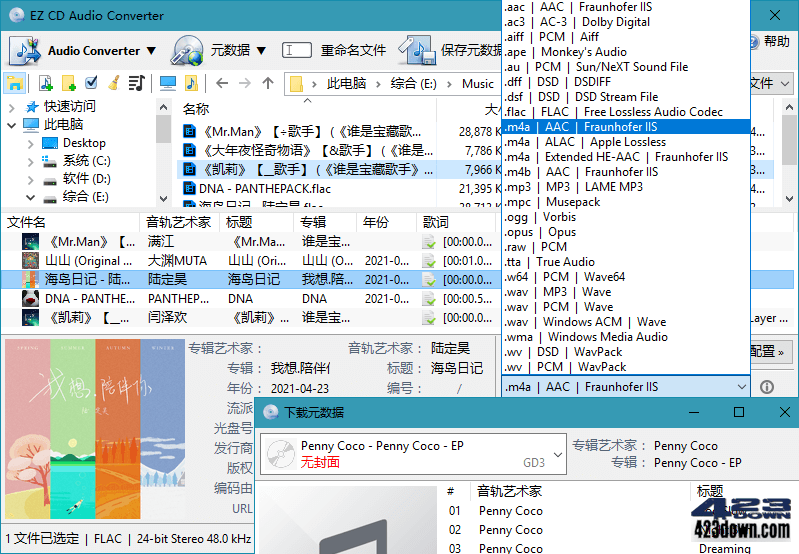 EZ CD Audio Converter
Audio Converter ▼
元数据 ▼
重命名文件
保存元数据
帮助
此电脑 › 综合 (E:) › Music
文件 ▾
快速访问
此电脑
Desktop
系统 (C:)
软件 (D:)
综合 (E:)
名称
《Mr.Man》【÷歌手】 (《谁是宝藏歌... 28,878 K
《大年夜怪奇物语》【&歌手】 (《谁是... 7,786 K
《凯莉》【__歌手】 (《谁是宝藏歌手》... 7,966 K
DNA - PANTHEPACK.flac 21,395 K
文件名 音轨艺术家 标题 专辑 年份 歌词
《Mr.Man》【... 满江 《Mr.Ma... 谁是宝... [00:00.0...
山山 (Original ... 大渊MUTA 山山 (Ori... 山山 (O... 2021-0... [00:01.0...
海岛日记 - 陆... 陆定昊 海岛日记 我想.陪... 2021-0... [00:00.0...
DNA - PANTHE... PANTHEP... DNA DNA 2021-0... [00:00.5...
《凯莉》【__... 闫泽欢 《凯莉》... 谁是宝... [00:00.0...
.aac | AAC | Fraunhofer IIS
.ac3 | AC-3 | Dolby Digital
.aiff | PCM | Aiff
.ape | Monkey's Audio
.au | PCM | Sun/NeXT Sound File
.dff | DSD | DSDIFF
.dsf | DSD | DSD Stream File
.flac | FLAC | Free Lossless Audio Codec
.m4a | AAC | Fraunhofer IIS
.m4a | ALAC | Apple Lossless
.m4a | Extended HE-AAC | Fraunhofer IIS
.m4b | AAC | Fraunhofer IIS
.mp3 | MP3 | LAME MP3
.mpc | Musepack
.ogg | Vorbis
.opus | Opus
.raw | PCM
.tta | True Audio
.w64 | PCM | Wave64
.wav | MP3 | Wave
.wav | PCM | Wave
.wav | Windows ACM | Wave
.wma | Windows Media Audio
.wv | DSD | WavPack
.wv | PCM | WavPack
.m4a | AAC | Fraunhofer IIS
配置 »
SPRING SUMMER AUTUMN WINTER
我想,陪伴你
专辑艺术家：
专辑： 我想.陪伴
年份： 2021-04-23
流派
光盘号
发行商
版权
编码由
URL
音轨艺术家： 陆定昊
标题： 海岛日记
编号： /
1 文件已选定 | FLAC | 24-bit Stereo 48.0 kHz
下载元数据
Penny Coco - Penny Coco - EP
无封面
GD3
专辑艺术家： Penny Coco
专辑： Penny Coco - EP
# 音轨艺术家 标题
01 Penny Coco
02 Penny Coco
03 Penny Coco Dreaming
423
423down.com